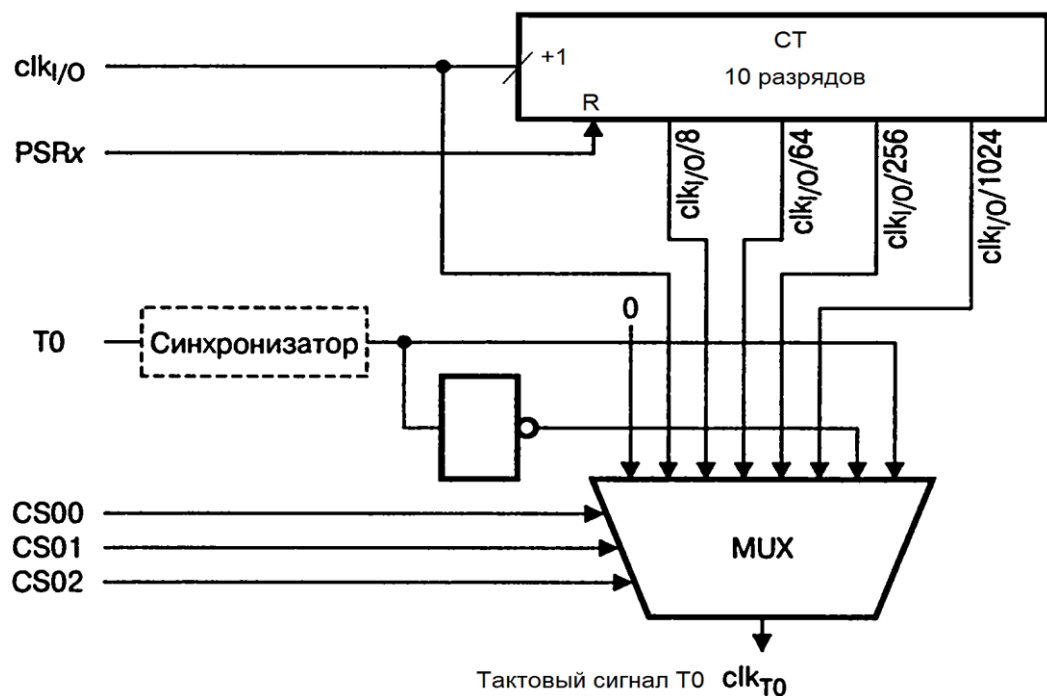 CT
10 разрядов
clkI/O
+1
R
PSRx
clkI/O/8
clkI/O/64
clkI/O/256
clkI/O/1024
0
T0
Синхронизатор
CS00
CS01
CS02
MUX
Тактовый сигнал T0 clkT0